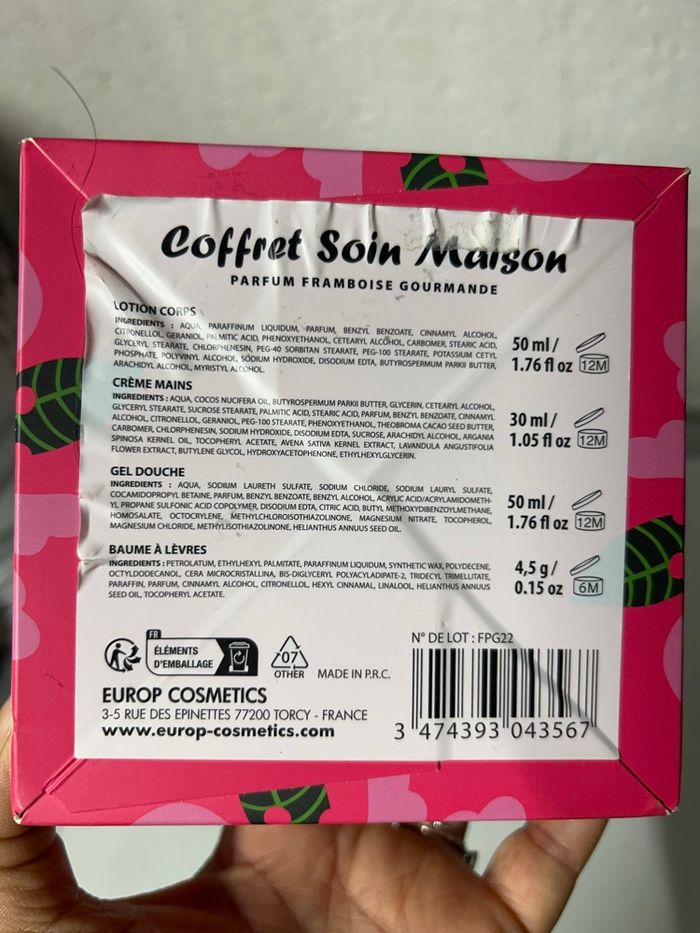 Coffret Soin Maison
PARFUM FRAMBOISE GOURMANDE
LOTION CORPS
INGREDIENTS : AQUA, PARAFFINUM LIQUIDUM, PARFUM, BENZYL BENZOATE, CINNAMYL ALCOHOL,
CITRONELLOL, GERANIOL, PALMITIC ACID, PHENOXYETHANOL, CETEARYL ALCOHOL, CARBOMER, STEARIC ACID,
GLYCERYL STEARATE, CHLORPHENESIN, PEG-40 SORBITAN STEARATE, PEG-100 STEARATE, POTASSIUM CETYL
PHOSPHATE, POLYVINYL ALCOHOL, SODIUM HYDROXIDE, DISODIUM EDTA, BUTYROSPERMUM PARKII BUTTER,
ARACHIDYL ALCOHOL, MYRISTYL ALCOHOL.
50 ml /
1.76 fl oz 12M
CRÈME MAINS
INGREDIENTS : AQUA, COCOS NUCIFERA OIL, BUTYROSPERMUM PARKII BUTTER, GLYCERIN, CETEARYL ALCOHOL,
GLYCERYL STEARATE, SUCROSE STEARATE, PALMITIC ACID, STEARIC ACID, PARFUM, BENZYL BENZOATE, CINNAMYL
ALCOHOL, CITRONELLOL, GERANIOL, PEG-100 STEARATE, PHENOXYETHANOL, THEOBROMA CACAO SEED BUTTER,
CARBOMER, CHLORPHENESIN, SODIUM HYDROXIDE, DISODIUM EDTA, SUCROSE, ARACHIDYL ALCOHOL, ARGANIA
SPINOSA KERNEL OIL, TOCOPHERYL ACETATE, AVENA SATIVA KERNEL EXTRACT, LAVANDULA ANGUSTIFOLIA
FLOWER EXTRACT, BUTYLENE GLYCOL, HYDROXYACETOPHENONE, ETHYLHEXYLGLYCERIN.
30 ml /
1.05 fl oz 12M
GEL DOUCHE
INGREDIENTS : AQUA, SODIUM LAURETH SULFATE, SODIUM CHLORIDE, SODIUM LAURYL SULFATE,
COCAMIDOPROPYL BETAINE, PARFUM, BENZYL BENZOATE, BENZYL ALCOHOL, ACRYLIC ACID/ACRYLAMIDOMETH-
YL PROPANE SULFONIC ACID COPOLYMER, DISODIUM EDTA, CITRIC ACID, BUTYL METHOXYDIBENZOYLMETHANE,
HOMOSALATE, OCTOCRYLENE, METHYLCHLOROISOTHIAZOLINONE, MAGNESIUM NITRATE, TOCOPHEROL,
MAGNESIUM CHLORIDE, METHYLISOTHIAZOLINONE, HELIANTHUS ANNUUS SEED OIL.
50 ml /
1.76 fl oz 12M
BAUME À LÈVRES
INGREDIENTS : PETROLATUM, ETHYLHEXYL PALMITATE, PARAFFINUM LIQUIDUM, SYNTHETIC WAX, POLYDECENE,
OCTYLDODECANOL, CERA MICROCRISTALLINA, BIS-DIGLYCERYL POLYACYLADIPATE-2, TRIDECYL TRIMELLITATE,
PARAFFIN, PARFUM, CINNAMYL ALCOHOL, CITRONELLOL, HEXYL CINNAMAL, LINALOOL, HELIANTHUS ANNUUS
SEED OIL, TOCOPHERYL ACETATE.
4,5 g /
0.15 oz 6M
FR
ÉLÉMENTS
D'EMBALLAGE
07
OTHER
MADE IN P.R.C.
N° DE LOT : FPG22
EUROP COSMETICS
3-5 RUE DES EPINETTES 77200 TORCY - FRANCE
www.europ-cosmetics.com
3 474393 043567